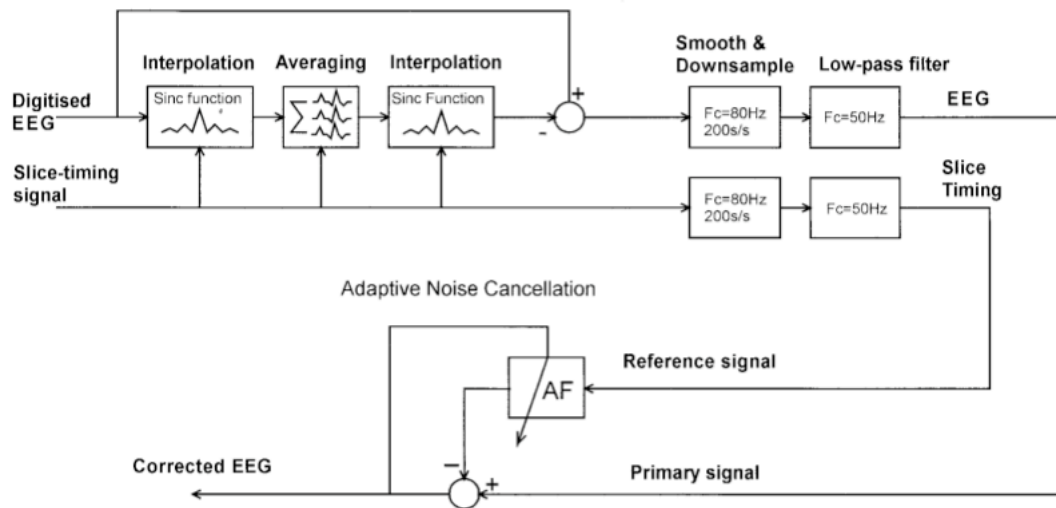 Interpolation
Averaging
Interpolation
Smooth &
Downsample
Low-pass filter
Digitised
EEG
Sinc function
Sinc Function
+
-
Fc=80Hz
200s/s
Fc=50Hz
EEG
Slice-timing
signal
Fc=80Hz
200s/s
Fc=50Hz
Slice
Timing
Adaptive Noise Cancellation
AF
Reference signal
Corrected EEG
−
+
Primary signal